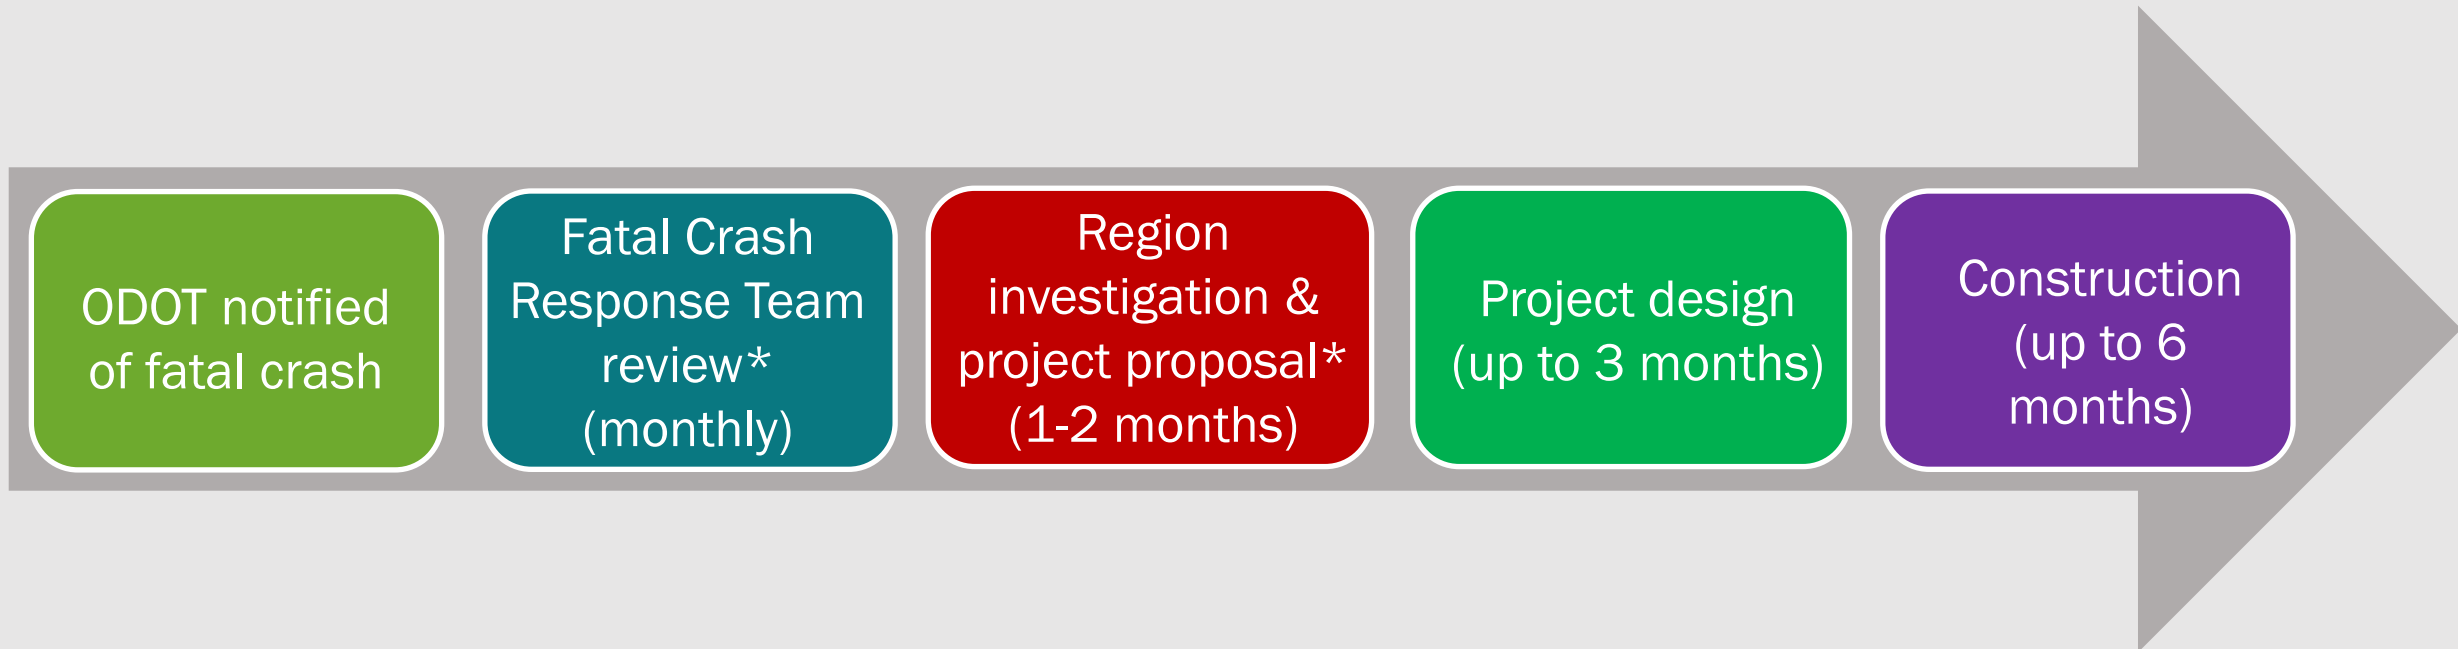 ODOT notified
of fatal crash
Fatal Crash
Response Team
review*
(monthly)
Region
investigation &
project proposal*
(1-2 months)
Project design
(up to 3 months)
Construction
(up to 6
months)